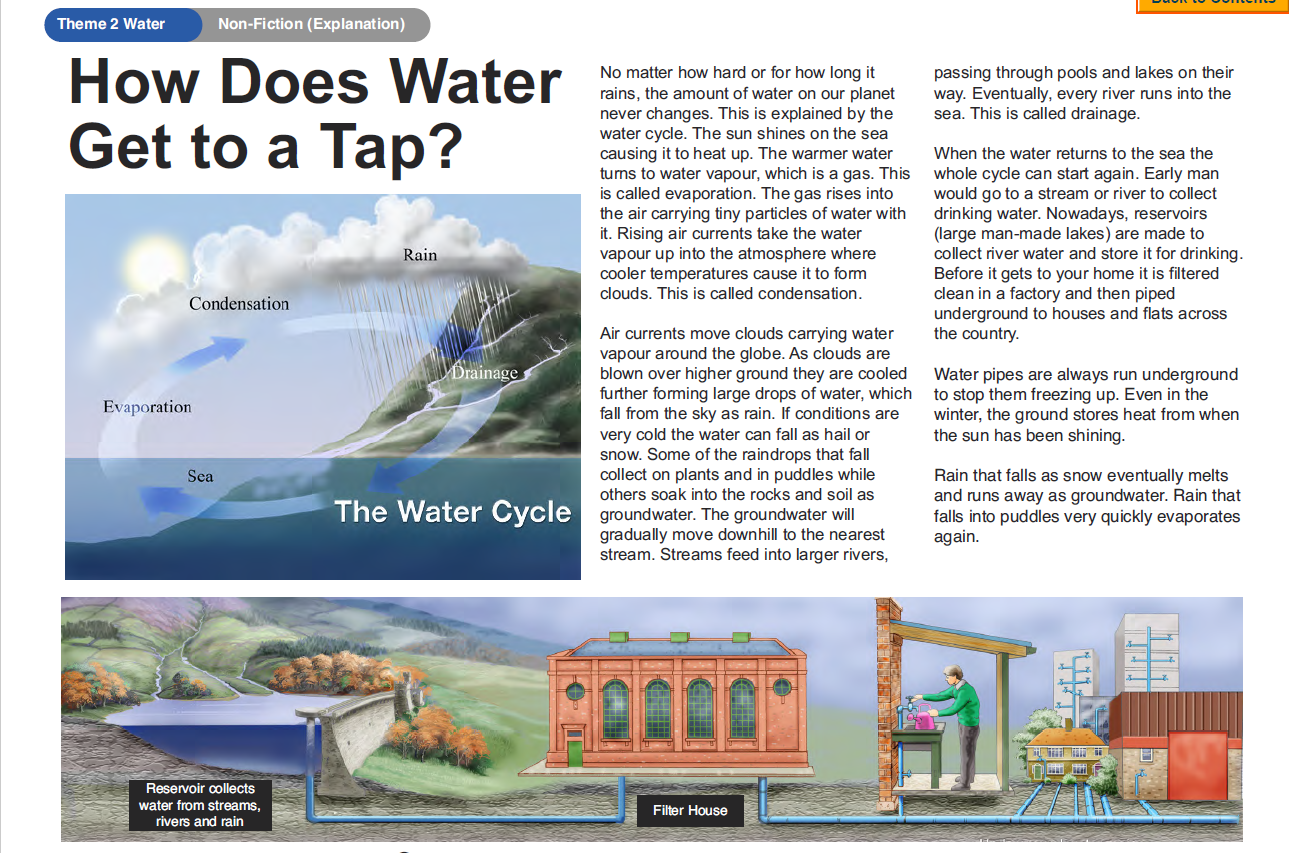 Back to Contents
Theme 2 Water
Non-Fiction (Explanation)
How Does Water
Get to a Tap?
Rain
Condensation
Drainage
Evaporation
Sea
The Water Cycle
No matter how hard or for how long it
rains, the amount of water on our planet
never changes. This is explained by the
water cycle. The sun shines on the sea
causing it to heat up. The warmer water
turns to water vapour, which is a gas. This
is called evaporation. The gas rises into
the air carrying tiny particles of water with
it. Rising air currents take the water
vapour up into the atmosphere where
cooler temperatures cause it to form
clouds. This is called condensation.
Air currents move clouds carrying water
vapour around the globe. As clouds are
blown over higher ground they are cooled
further forming large drops of water, which
fall from the sky as rain. If conditions are
very cold the water can fall as hail or
snow. Some of the raindrops that fall
collect on plants and in puddles while
others soak into the rocks and soil as
groundwater. The groundwater will
gradually move downhill to the nearest
stream. Streams feed into larger rivers,
passing through pools and lakes on their
way. Eventually, every river runs into the
sea. This is called drainage.
When the water returns to the sea the
whole cycle can start again. Early man
would go to a stream or river to collect
drinking water. Nowadays, reservoirs
(large man-made lakes) are made to
collect river water and store it for drinking.
Before it gets to your home it is filtered
clean in a factory and then piped
underground to houses and flats across
the country.
Water pipes are always run underground
to stop them freezing up. Even in the
winter, the ground stores heat from when
the sun has been shining.
Rain that falls as snow eventually melts
and runs away as groundwater. Rain that
falls into puddles very quickly evaporates
again.
Reservoir collects
water from streams,
rivers and rain
Filter House